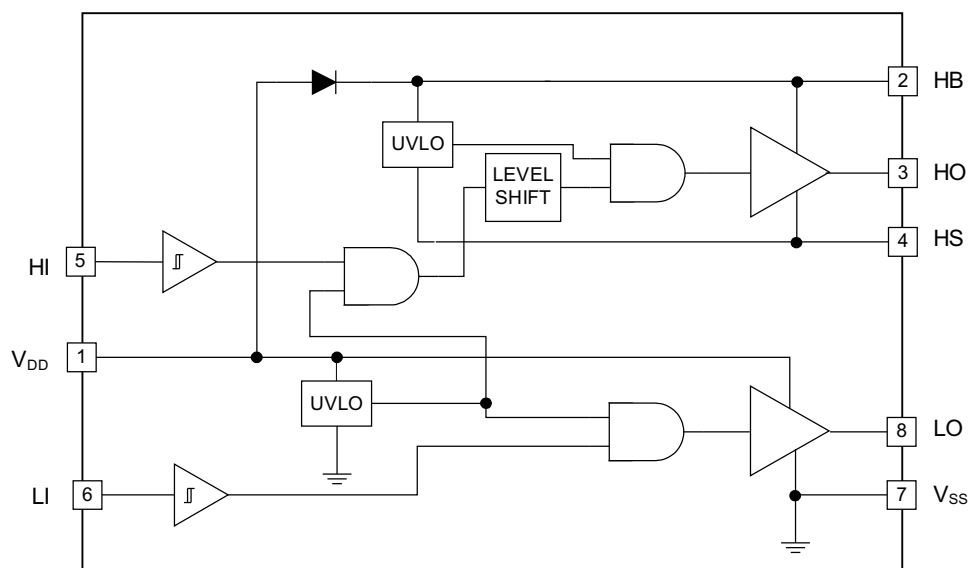 2 HB
UVLO
3 HO
LEVEL
SHIFT
4 HS
HI 5
VDD 1
UVLO
8 LO
LI 6
7 VSS